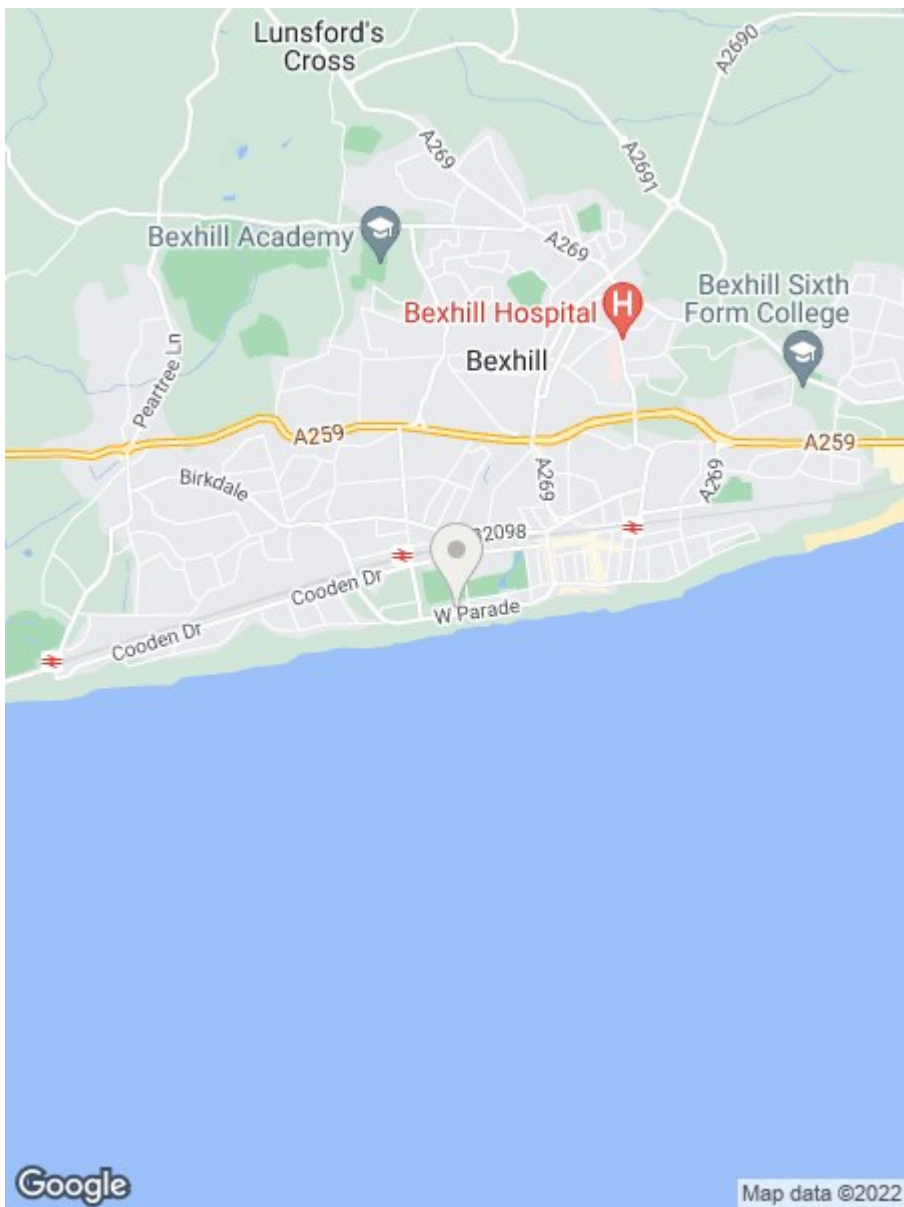 Lunsford's
Cross
A2690
A269
A2691
Bexhill Academy
A269
Bexhill Sixth
Form College
Bexhill Hospital
H
Bexhill
Peartree Ln
A259
A259
Birkdale
A269
A269
B2098
Cooden Dr
W Parade
Cooden Dr
Google
Map data ©2022